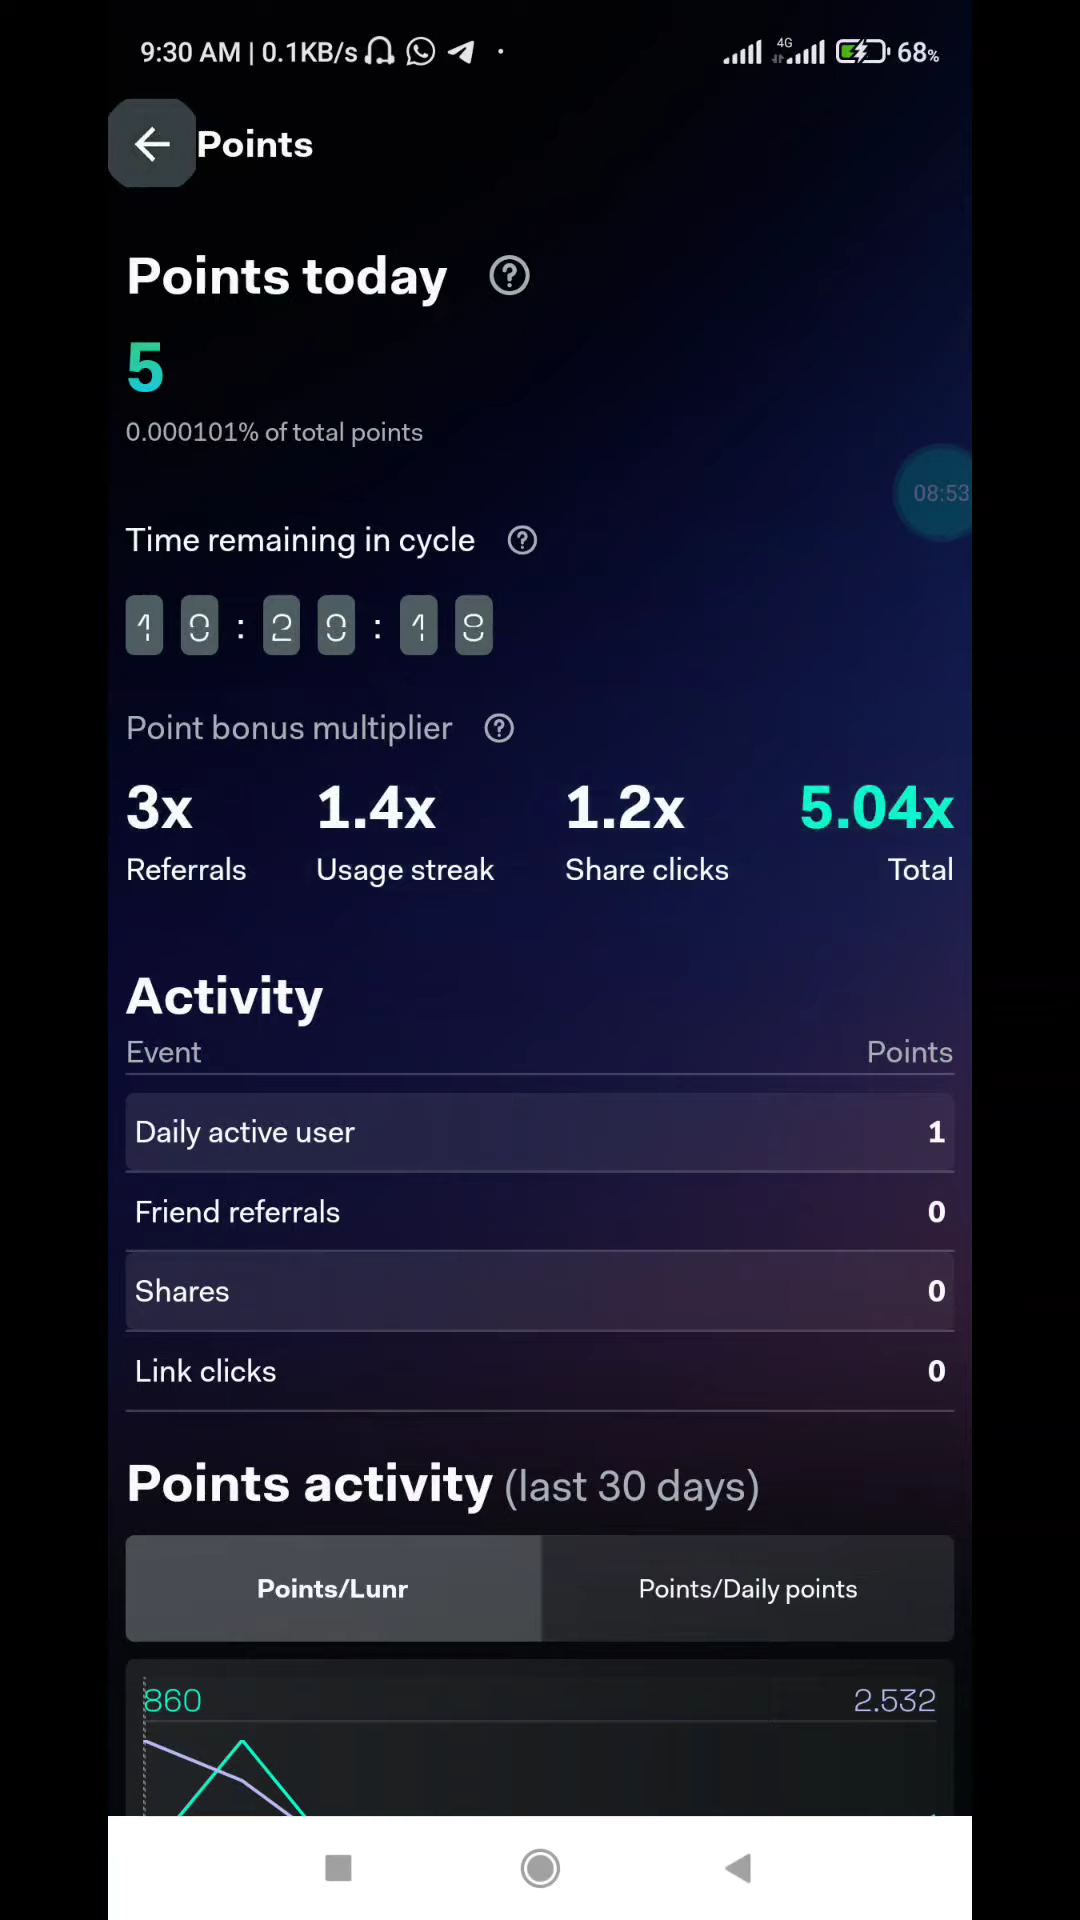 9:30 AM | 0.1KB/s
4G 68%
Points
Points today
5
0.000101% of total points
08:53
Time remaining in cycle
Point bonus multiplier
3x 1.4x 1.2x 5.04x
Referrals Usage streak Share clicks Total
Activity
Event Points
Daily active user 1
Friend referrals 0
Shares 0
Link clicks 0
Points activity (last 30 days)
Points/Lunr Points/Daily points
860 2.532